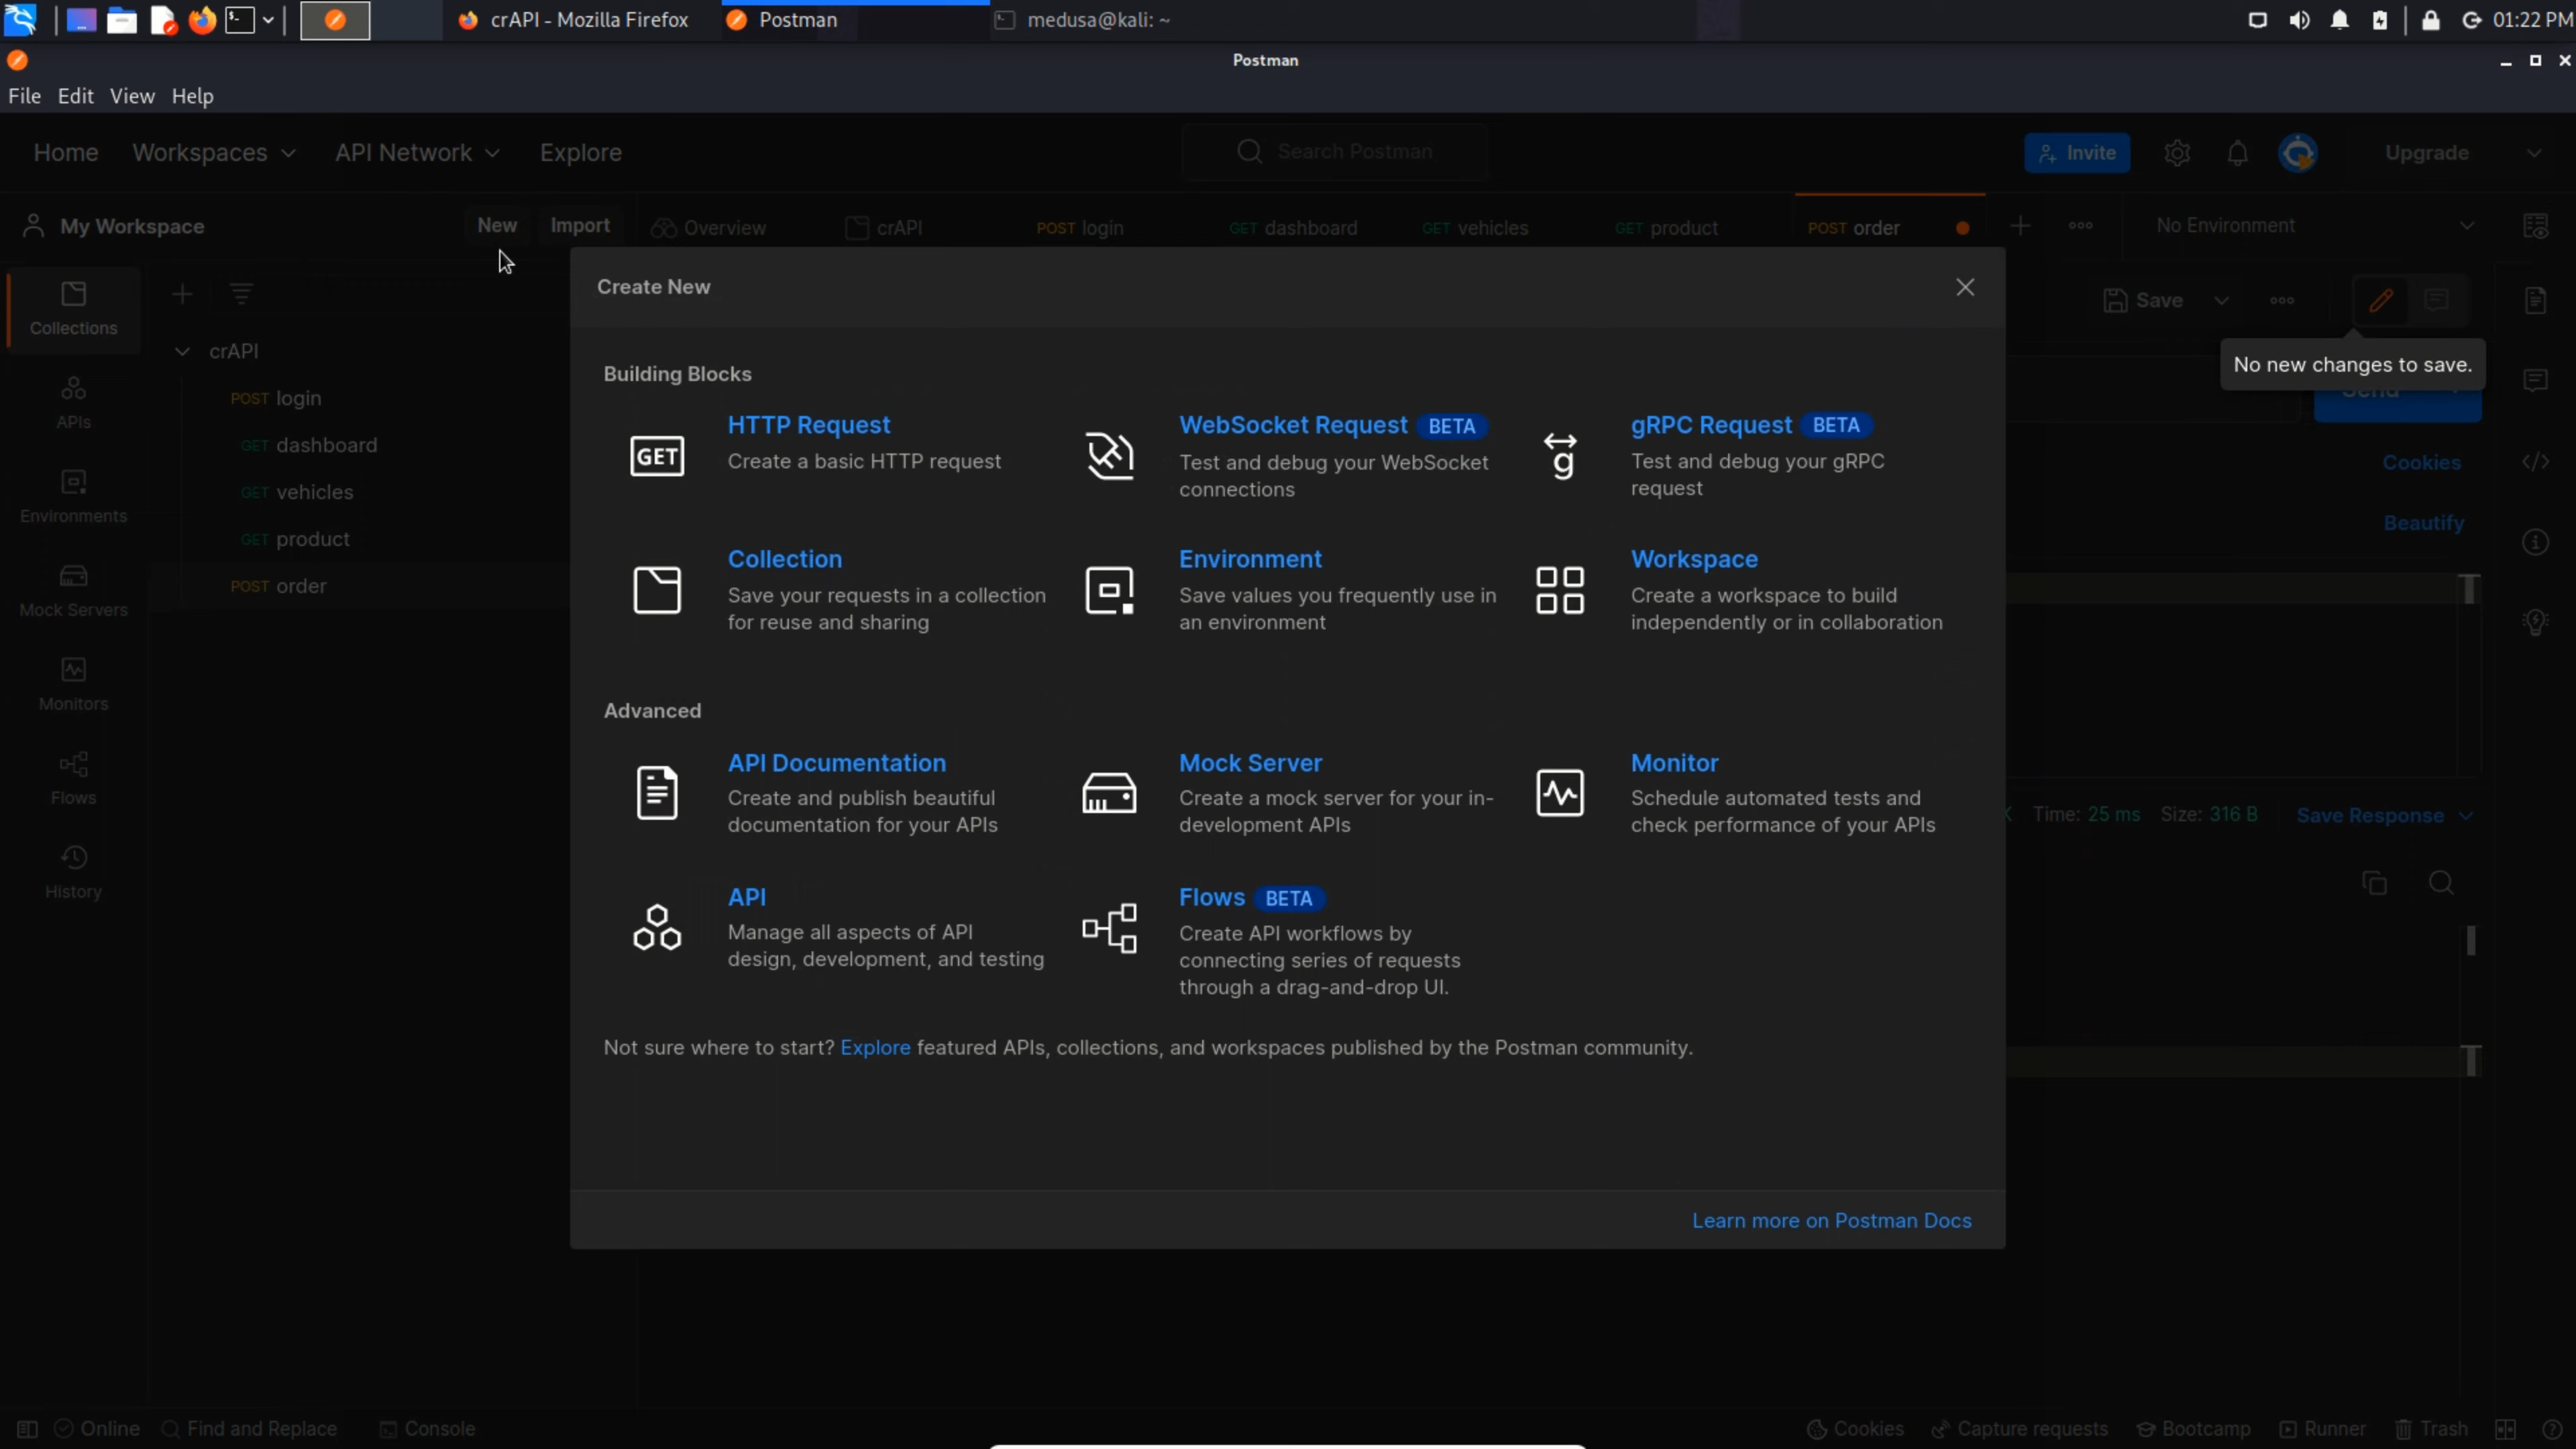 crAPI - Mozilla Firefox
Postman
medusa@kali: ~
01:22 PM
Postman
File Edit View Help
Home Workspaces API Network Explore
Search Postman
Invite
Upgrade
My Workspace
New
Import
Overview
crAPI
POST login
GET dashboard
GET vehicles
GET product
POST order
No Environment
Collections
APIs
Environments
Mock Servers
Monitors
Flows
History
crAPI
POST login
GET dashboard
GET vehicles
GET product
POST order
Save
No new changes to save.
Send
Cookies
Beautify
Time: 25 ms Size: 316 B Save Response
Create New
Building Blocks
GET
HTTP Request
Create a basic HTTP request
WebSocket Request BETA
Test and debug your WebSocket
connections
g
gRPC Request BETA
Test and debug your gRPC
request
Collection
Save your requests in a collection
for reuse and sharing
Environment
Save values you frequently use in
an environment
Workspace
Create a workspace to build
independently or in collaboration
Advanced
API Documentation
Create and publish beautiful
documentation for your APIs
Mock Server
Create a mock server for your in-
development APIs
Monitor
Schedule automated tests and
check performance of your APIs
API
Manage all aspects of API
design, development, and testing
Flows BETA
Create API workflows by
connecting series of requests
through a drag-and-drop UI.
Not sure where to start? Explore featured APIs, collections, and workspaces published by the Postman community.
Learn more on Postman Docs
Online Find and Replace Console
Cookies Capture requests Bootcamp Runner Trash